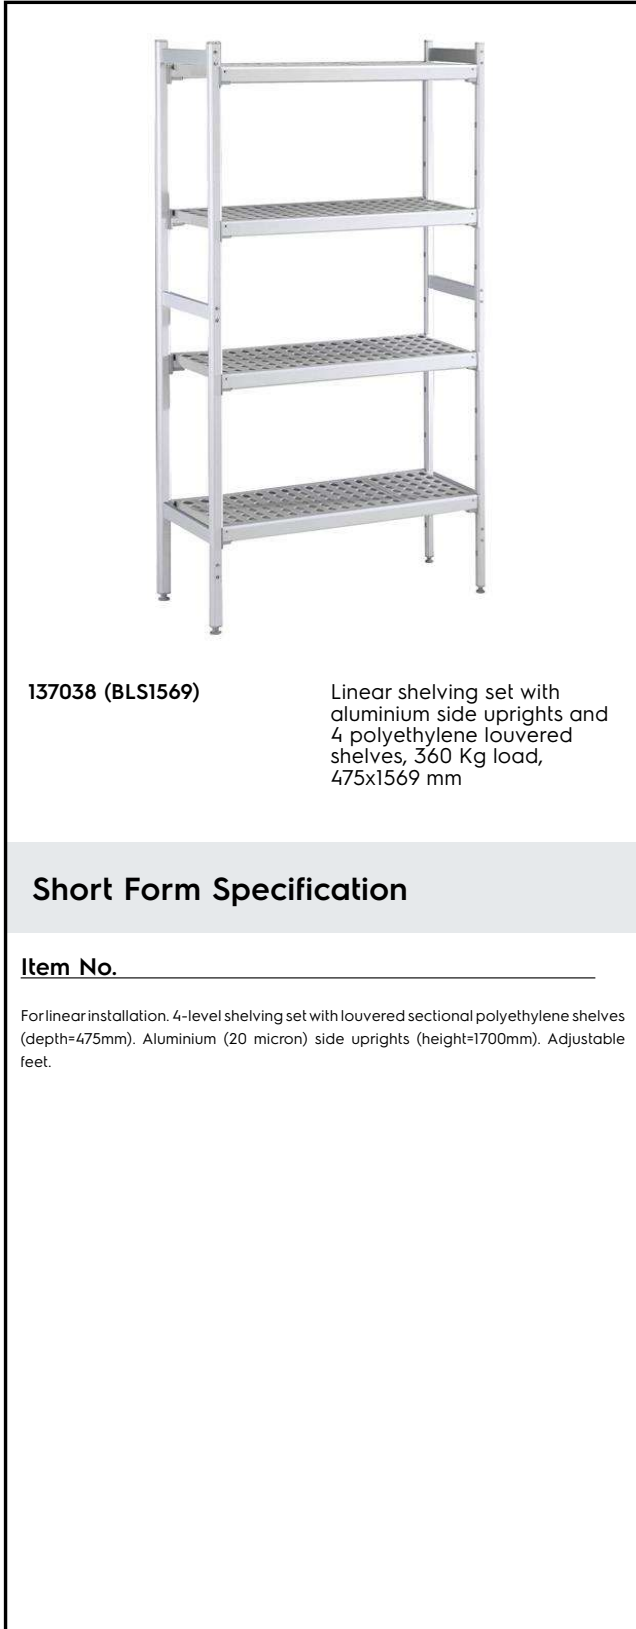 137038 (BLS1569)
Linear shelving set with
aluminium side uprights and
4 polyethylene louvered
shelves, 360 Kg load,
475x1569 mm
Short Form Specification
Item No.
For linear installation. 4-level shelving set with louvered sectional polyethylene shelves
(depth=475mm). Aluminium (20 micron) side uprights (height=1700mm). Adjustable
feet.